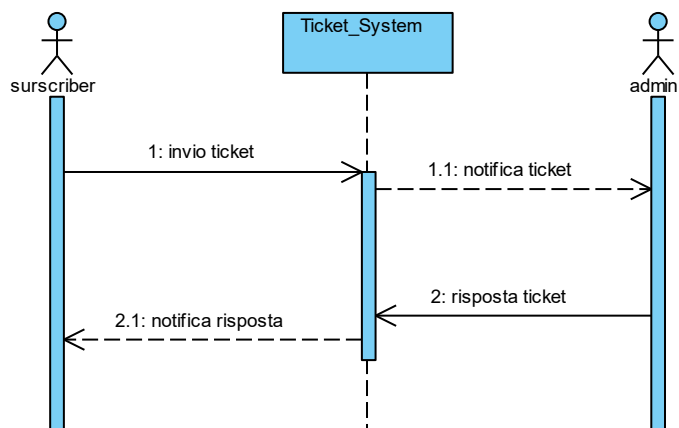 Ticket_System
surscriber
admin
1: invio ticket
1.1: notifica ticket
2: risposta ticket
2.1: notifica risposta